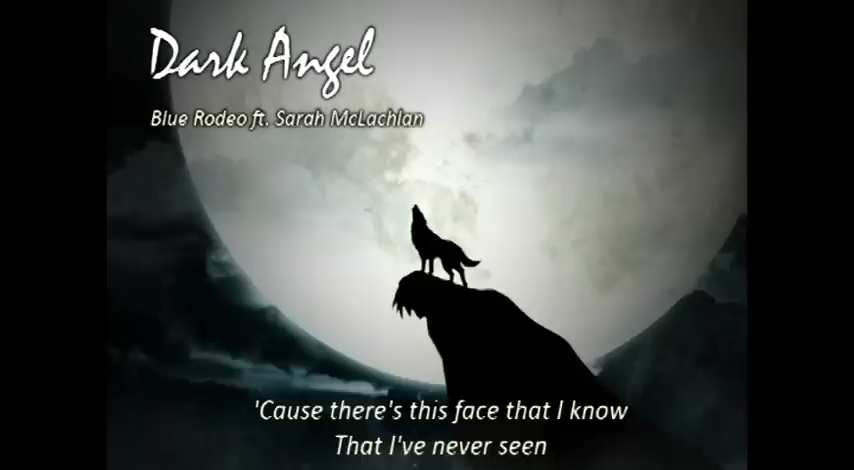 Dark Angel
Blue Rodeo ft. Sarah McLachlan
'Cause there's this face that I know
That I've never seen